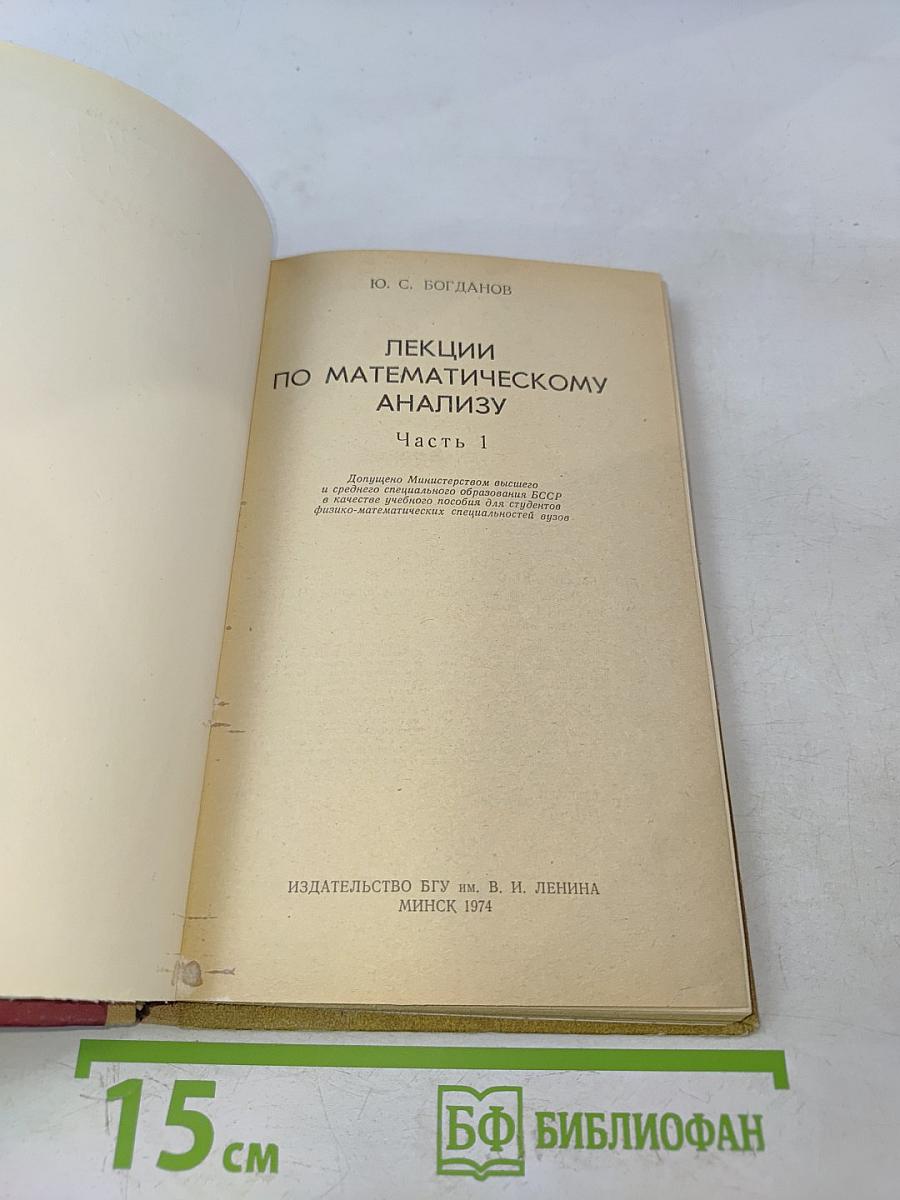 Ю. С. БОГДАНОВ
ЛЕКЦИИ
ПО МАТЕМАТИЧЕСКОМУ
АНАЛИЗУ
Часть 1
Допущено Министерством высшего
и среднего специального образования БССР
в качестве учебного пособия для студентов
физико-математических специальностей вузов
ИЗДАТЕЛЬСТВО БГУ им. В. И. ЛЕНИНА
МИНСК 1974
15 см
БФ БИБЛИОФАН